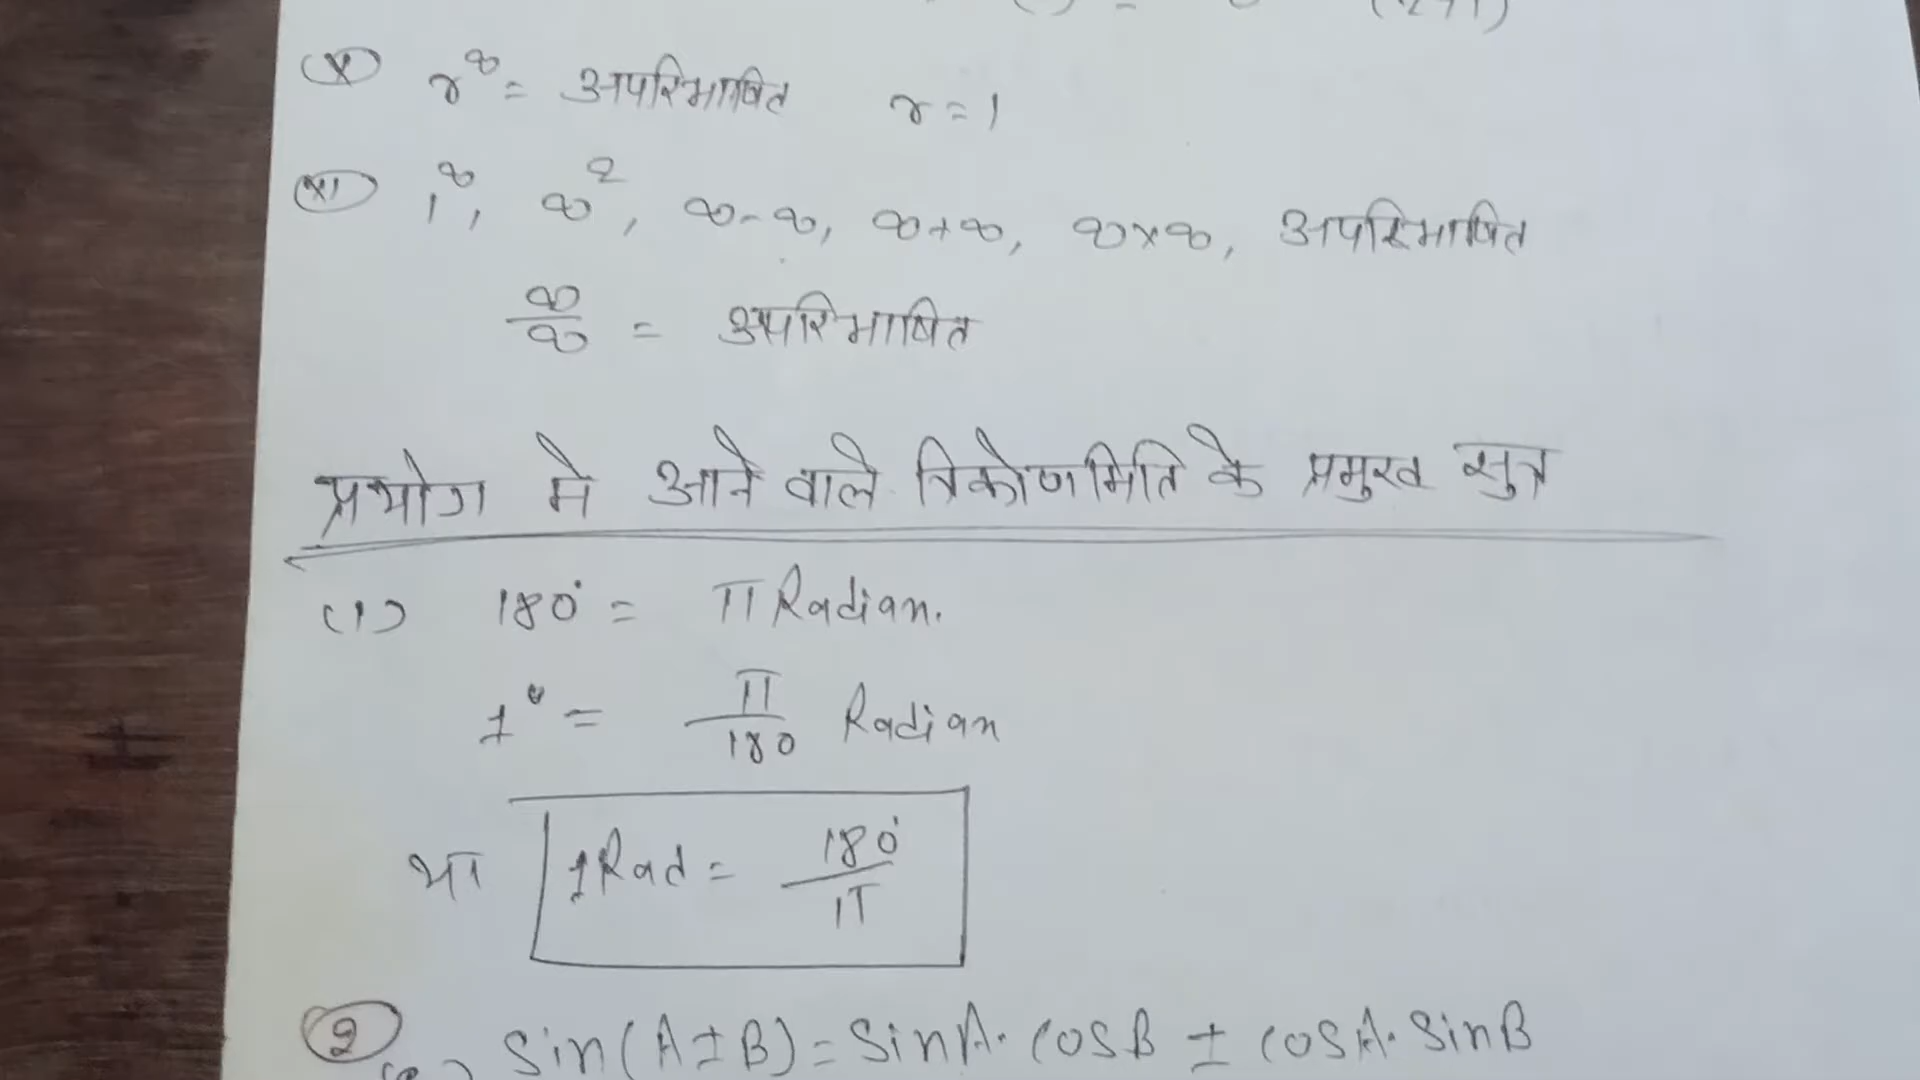 (x) r^∞ = अपरिभाषित r = 1
(xi) 1^∞, ∞^2, ∞-∞, ∞+∞, ∞×∞, अपरिभाषित
∞/∞ = अपरिभाषित
प्रयोग मे आने वाले त्रिकोणमिति के प्रमुख सुत्र
(1) 180° = π Radian.
1° = π/180 Radian
या 1Rad = 180°/π
2 sin(A±B) = sinA. cosB ± cosA. sinB